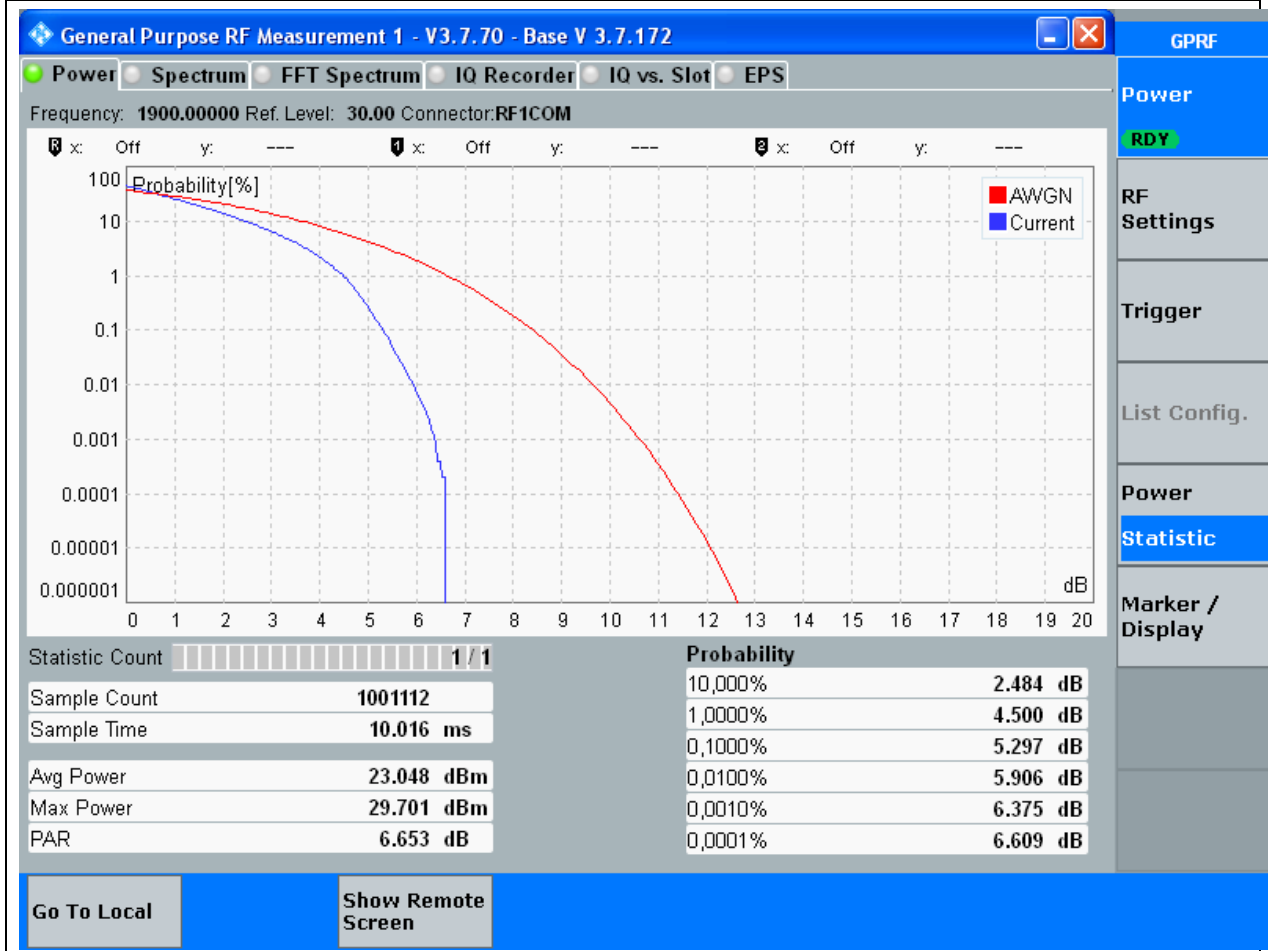 General Purpose RF Measurement 1 - V3.7.70 - Base V 3.7.172
GPRF
Power Spectrum FFT Spectrum IQ Recorder IQ vs. Slot EPS
Frequency: 1900.00000 Ref. Level: 30.00 Connector:RF1COM
R x: Off y: --- 1 x: Off y: --- 2 x: Off y: ---
Probability[%]
AWGN
Current
100
10
1
0.1
0.01
0.001
0.0001
0.00001
0.000001
dB
0 1 2 3 4 5 6 7 8 9 10 11 12 13 14 15 16 17 18 19 20
Statistic Count 1 / 1
Sample Count 1001112
Sample Time 10.016 ms
Avg Power 23.048 dBm
Max Power 29.701 dBm
PAR 6.653 dB
Probability
10,000% 2.484 dB
1,0000% 4.500 dB
0,1000% 5.297 dB
0,0100% 5.906 dB
0,0010% 6.375 dB
0,0001% 6.609 dB
Power
RDY
RF
Settings
Trigger
List Config.
Power
Statistic
Marker /
Display
Go To Local
Show Remote
Screen